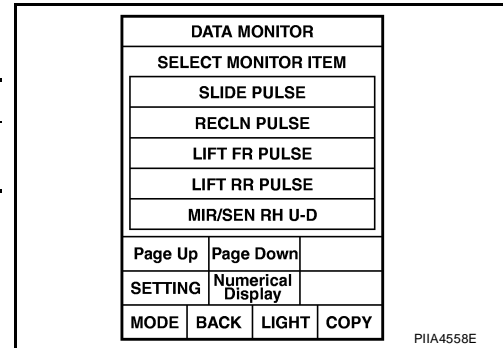 DATA MONITOR
SELECT MONITOR ITEM
SLIDE PULSE
RECLN PULSE
LIFT FR PULSE
LIFT RR PULSE
MIR/SEN RH U-D
Page Up Page Down
SETTING Numerical Display
MODE BACK LIGHT COPY
PIIA4558E